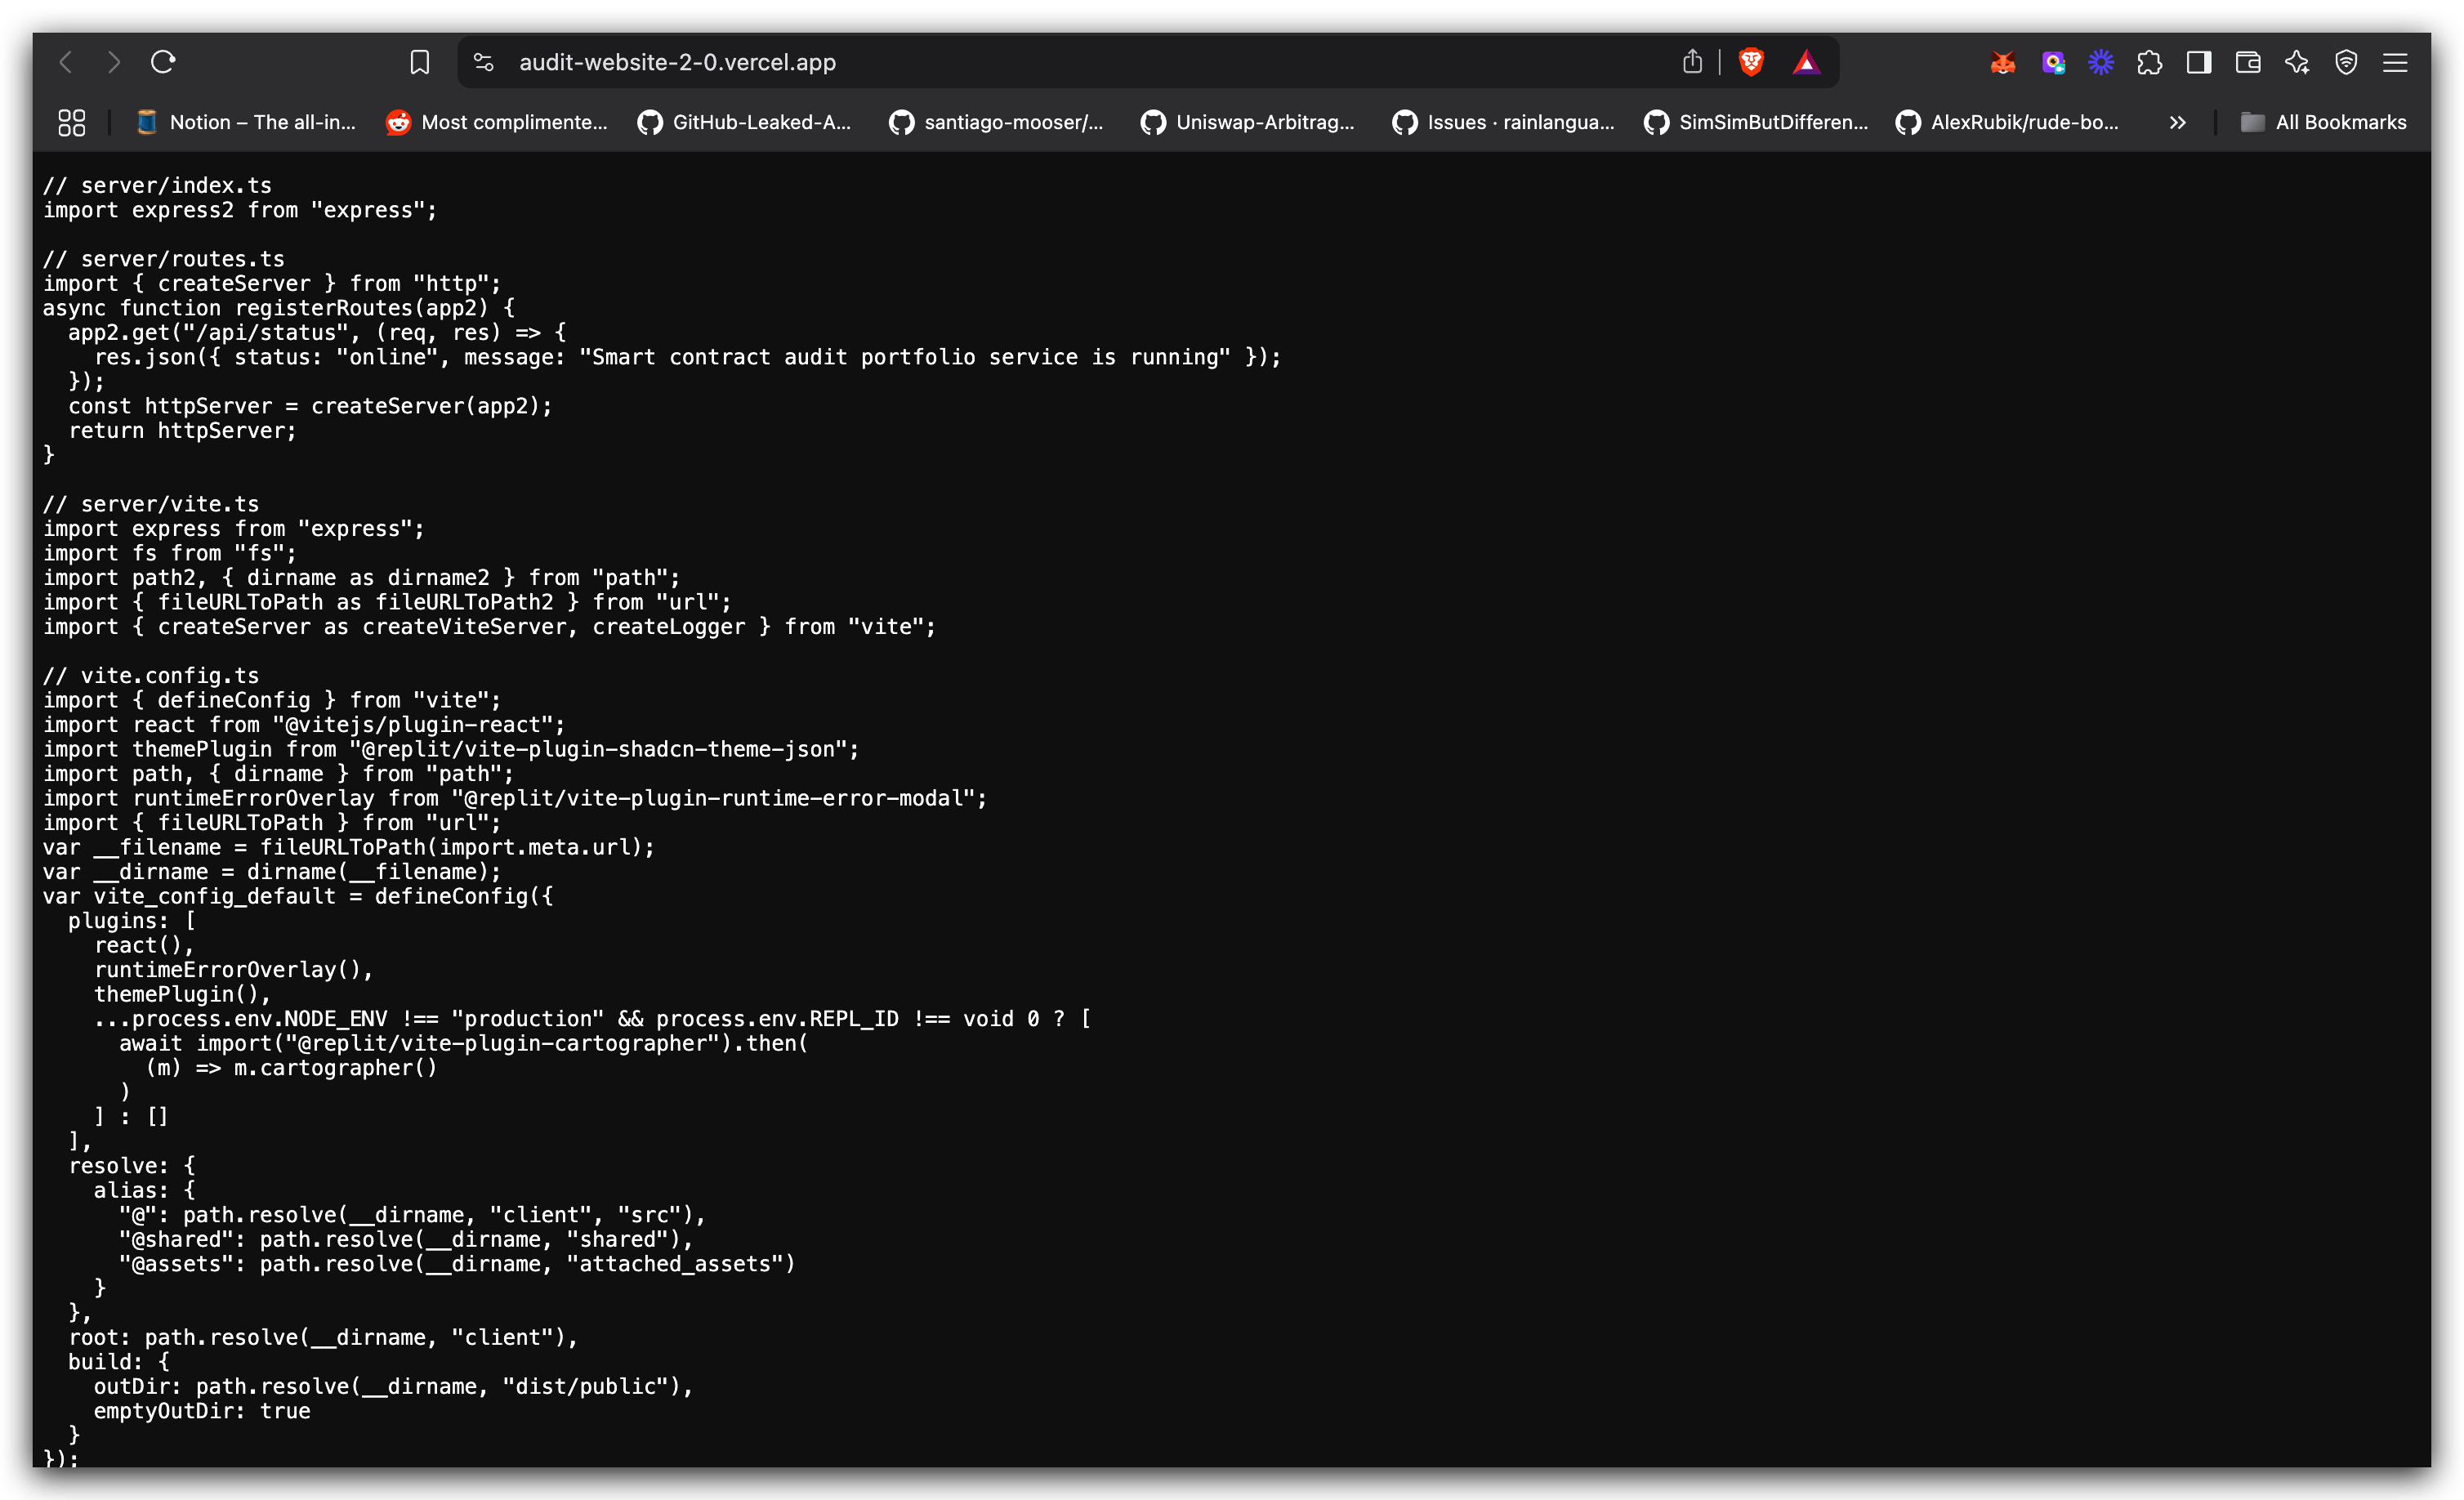 audit-website-2-0.vercel.app
Notion – The all-in...
Most complimente...
GitHub-Leaked-A...
santiago-mooser/...
Uniswap-Arbitrag...
Issues · rainlangua...
SimSimButDifferen...
AlexRubik/rude-bo...
All Bookmarks
// server/index.ts
import express2 from "express";
// server/routes.ts
import { createServer } from "http";
async function registerRoutes(app2) {
  app2.get("/api/status", (req, res) => {
    res.json({ status: "online", message: "Smart contract audit portfolio service is running" });
  });
  const httpServer = createServer(app2);
  return httpServer;
}
// server/vite.ts
import express from "express";
import fs from "fs";
import path2, { dirname as dirname2 } from "path";
import { fileURLToPath as fileURLToPath2 } from "url";
import { createServer as createViteServer, createLogger } from "vite";
// vite.config.ts
import { defineConfig } from "vite";
import react from "@vitejs/plugin-react";
import themePlugin from "@replit/vite-plugin-shadcn-theme-json";
import path, { dirname } from "path";
import runtimeErrorOverlay from "@replit/vite-plugin-runtime-error-modal";
import { fileURLToPath } from "url";
var __filename = fileURLToPath(import.meta.url);
var __dirname = dirname(__filename);
var vite_config_default = defineConfig({
  plugins: [
    react(),
    runtimeErrorOverlay(),
    themePlugin(),
    ...process.env.NODE_ENV !== "production" && process.env.REPL_ID !== void 0 ? [
      await import("@replit/vite-plugin-cartographer").then(
        (m) => m.cartographer()
      )
    ] : []
  ],
  resolve: {
    alias: {
      "@": path.resolve(__dirname, "client", "src"),
      "@shared": path.resolve(__dirname, "shared"),
      "@assets": path.resolve(__dirname, "attached_assets")
    }
  },
  root: path.resolve(__dirname, "client"),
  build: {
    outDir: path.resolve(__dirname, "dist/public"),
    emptyOutDir: true
  }
});